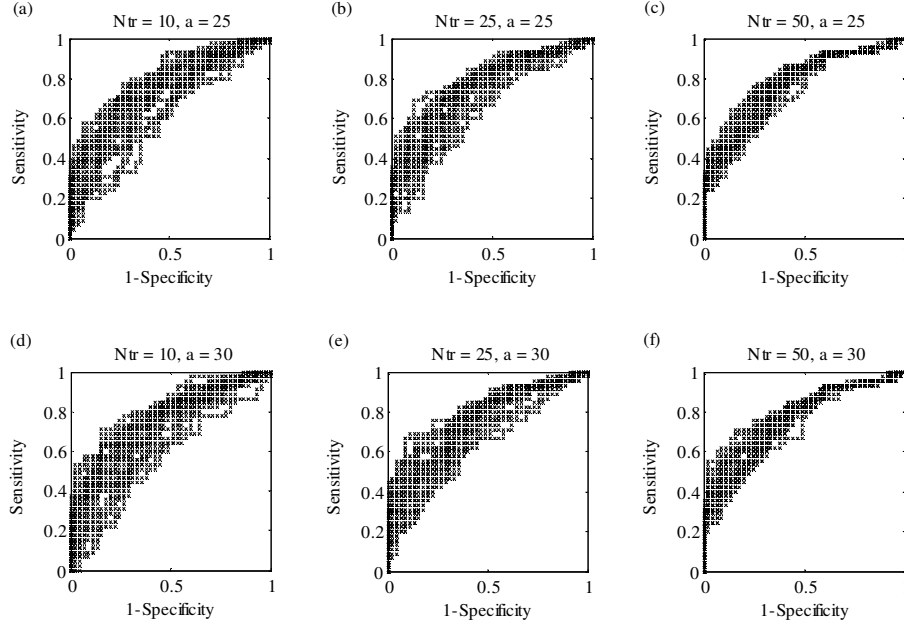 (a)
Ntr = 10, a = 25
1
0.8
0.6
0.4
0.2
0
0
0.5
1
Sensitivity
1-Specificity
(b)
Ntr = 25, a = 25
1
0.8
0.6
0.4
0.2
0
0
0.5
1
Sensitivity
1-Specificity
(c)
Ntr = 50, a = 25
1
0.8
0.6
0.4
0.2
0
0
0.5
Sensitivity
1-Specificity
(d)
Ntr = 10, a = 30
1
0.8
0.6
0.4
0.2
0
0
0.5
1
Sensitivity
1-Specificity
(e)
Ntr = 25, a = 30
1
0.8
0.6
0.4
0.2
0
0
0.5
1
Sensitivity
1-Specificity
(f)
Ntr = 50, a = 30
1
0.8
0.6
0.4
0.2
0
0
0.5
Sensitivity
1-Specificity